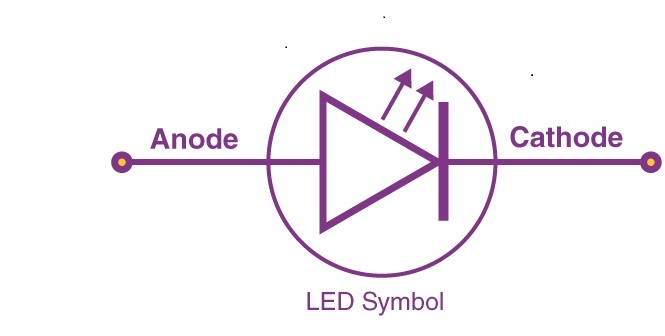 Anode
Cathode
LED Symbol